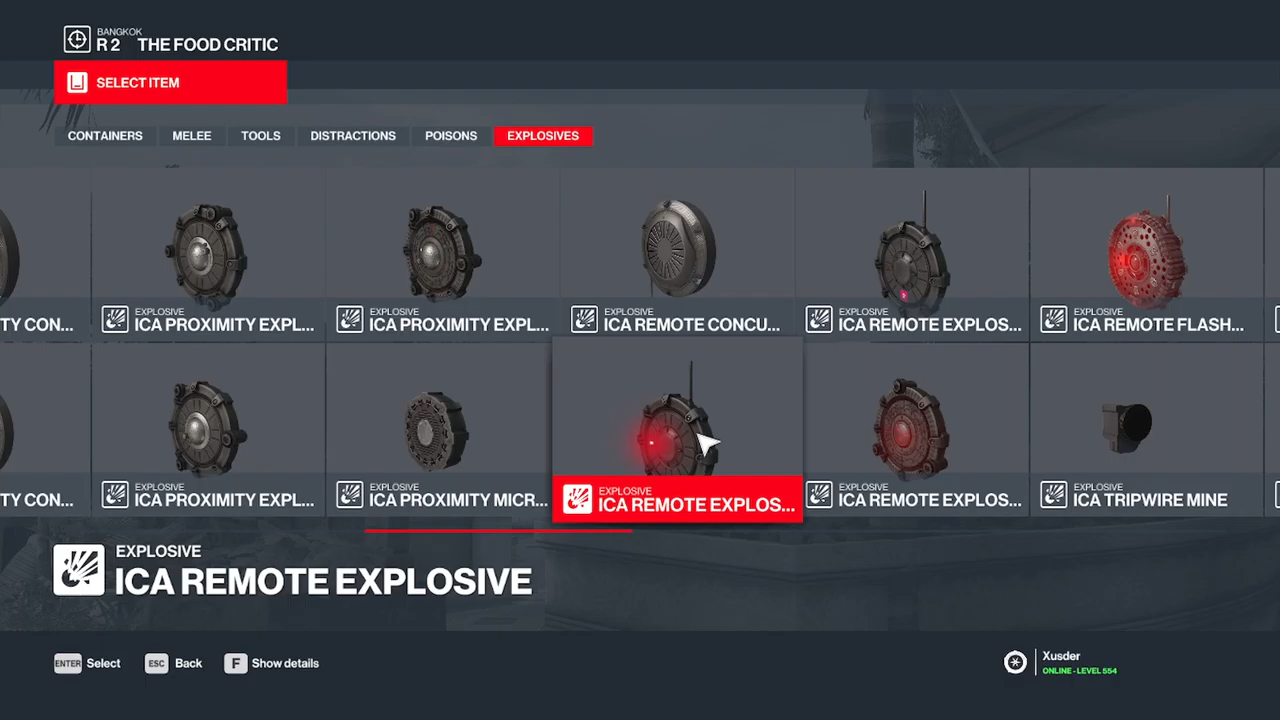 BANGKOK
R 2 THE FOOD CRITIC
SELECT ITEM
CONTAINERS MELEE TOOLS DISTRACTIONS POISONS EXPLOSIVES
EXPLOSIVE EXPLOSIVE EXPLOSIVE EXPLOSIVE EXPLOSIVE
TY CON... ICA PROXIMITY EXPL... ICA PROXIMITY EXPL... ICA REMOTE CONCU... ICA REMOTE EXPLOS... ICA REMOTE FLASH...
EXPLOSIVE EXPLOSIVE EXPLOSIVE EXPLOSIVE EXPLOSIVE
TY CON... ICA PROXIMITY EXPL... ICA PROXIMITY MICR... ICA REMOTE EXPLOS... ICA REMOTE EXPLOS... ICA TRIPWIRE MINE
EXPLOSIVE
ICA REMOTE EXPLOSIVE
ENTER Select ESC Back F Show details
Xusder
ONLINE - LEVEL 554